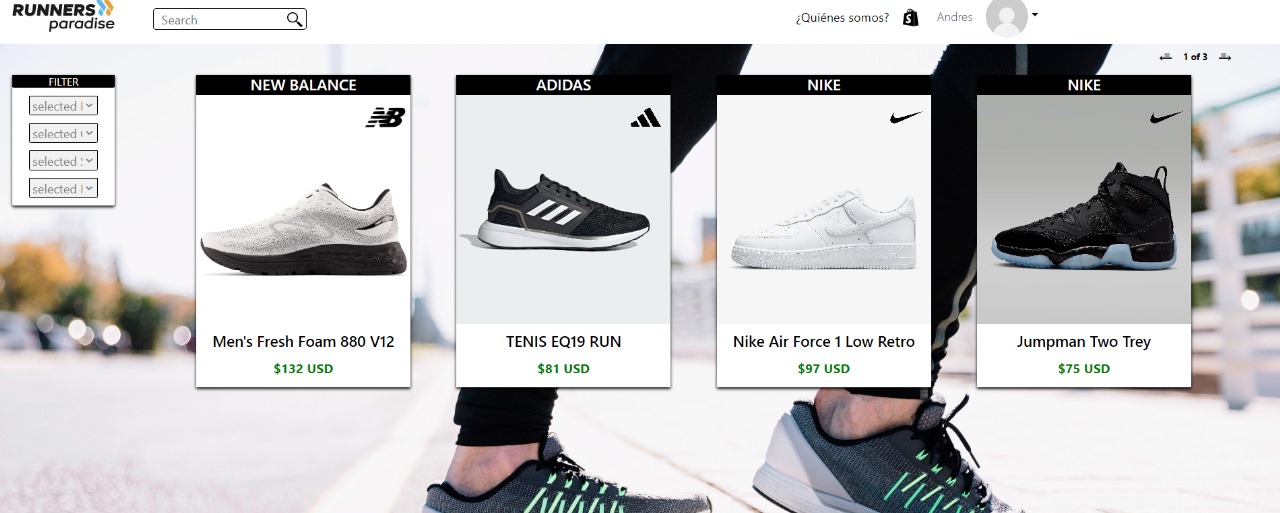 RUNNERS
paradise
Search
¿Quiénes somos?
Andres
1 of 3
FILTER
selected
selected
selected
selected
NEW BALANCE
NB
Men's Fresh Foam 880 V12
$132 USD
ADIDAS
TENIS EQ19 RUN
$81 USD
NIKE
Nike Air Force 1 Low Retro
$97 USD
NIKE
Jumpman Two Trey
$75 USD